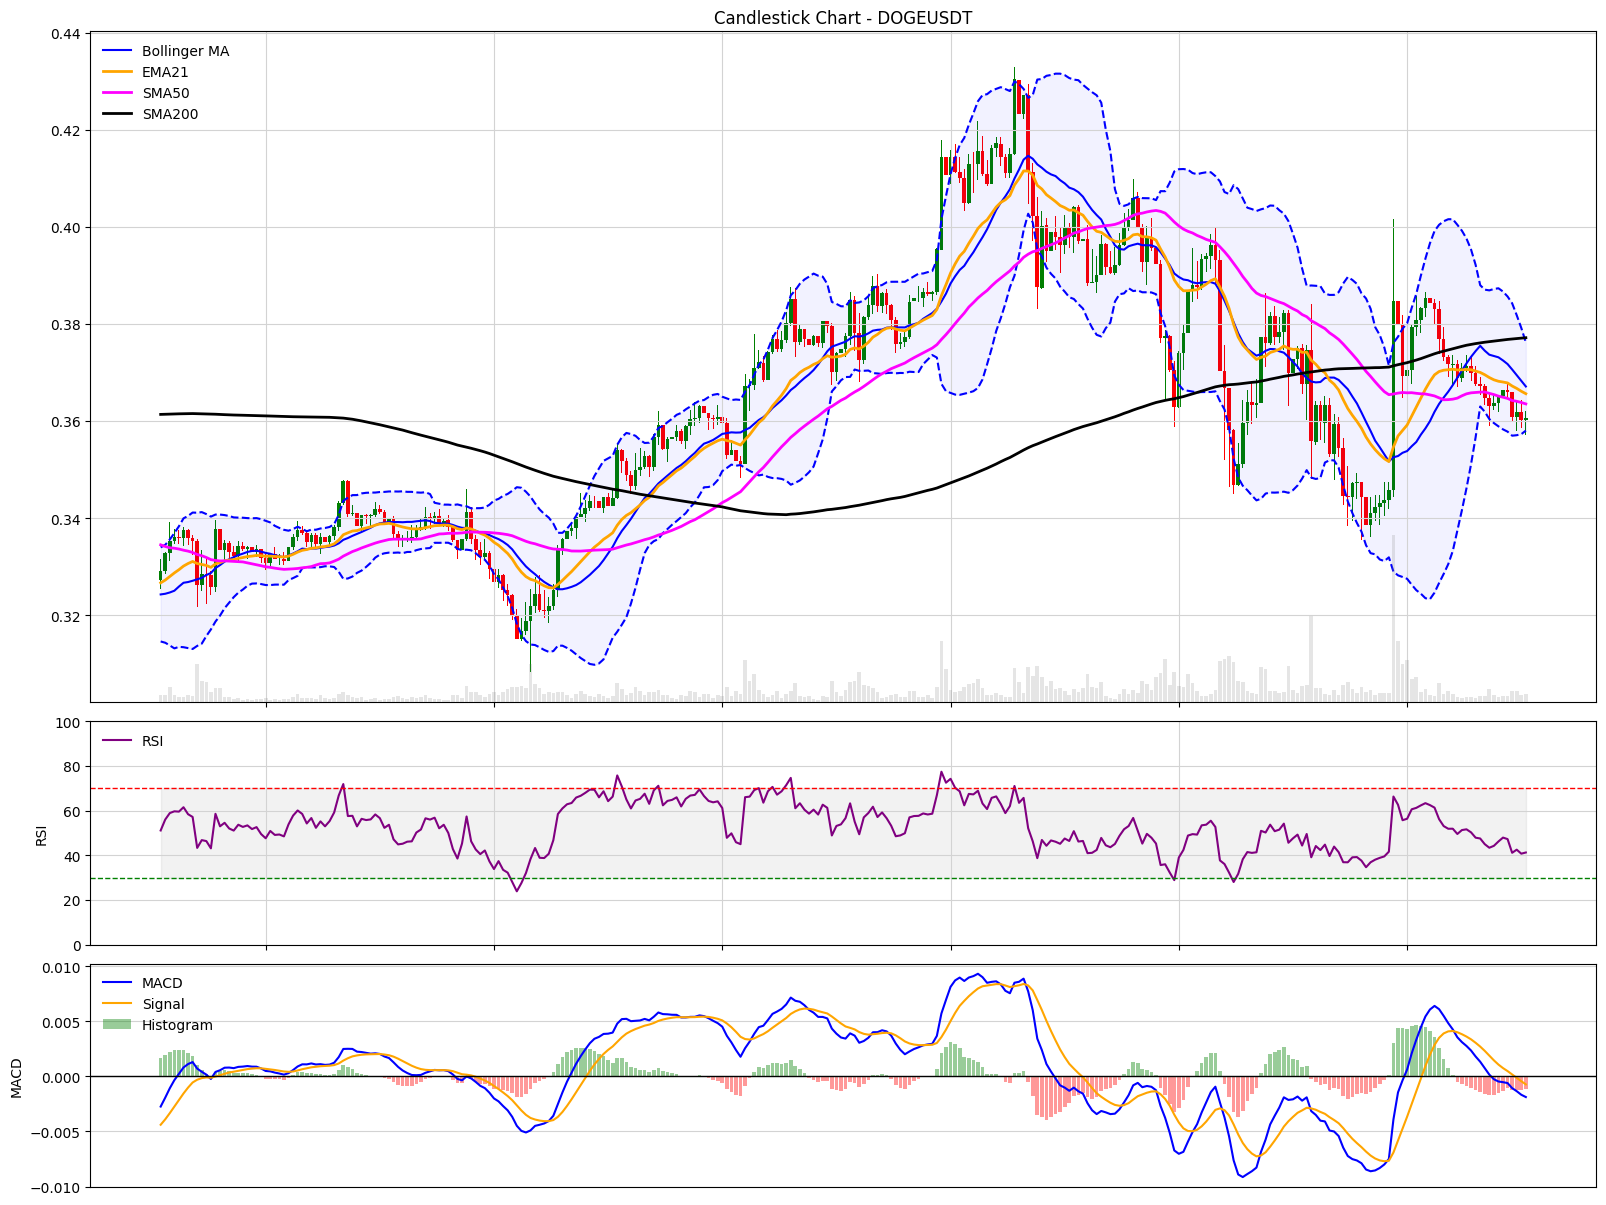 Candlestick Chart - DOGEUSDT
0.44
Bollinger MA
EMA21
SMA50
SMA200
0.42
0.40
0.38
0.36
0.34
0.32
100
RSI
80
60
RSI
40
20
0
0.010
MACD
Signal
0.005
Histogram
MACD
0.000
−0.005
−0.010